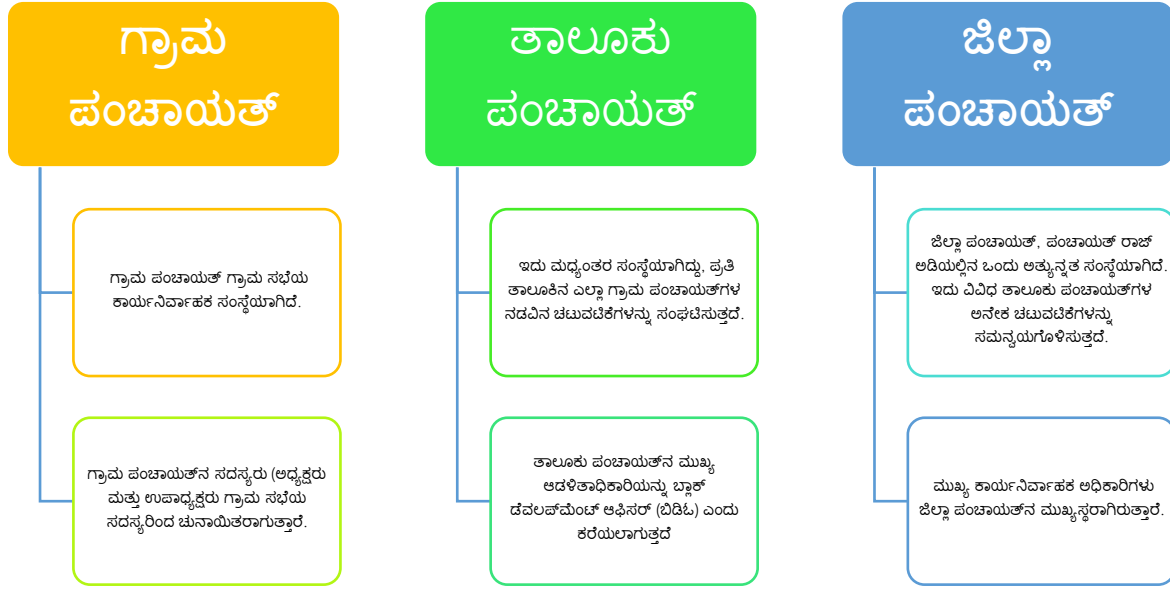 ಗ್ರಾಮ
ಪಂಚಾಯತ್
ಗ್ರಾಮ ಪಂಚಾಯತ್ ಗ್ರಾಮ ಸಭೆಯ
ಕಾರ್ಯನಿರ್ವಾಹಕ ಸಂಸ್ಥೆಯಾಗಿದೆ.
ಗ್ರಾಮ ಪಂಚಾಯತ್‌ನ ಸದಸ್ಯರು (ಅಧ್ಯಕ್ಷರು
ಮತ್ತು ಉಪಾಧ್ಯಕ್ಷರು ಗ್ರಾಮ ಸಭೆಯ
ಸದಸ್ಯರಿಂದ ಚುನಾಯಿತರಾಗುತ್ತಾರೆ.
ತಾಲೂಕು
ಪಂಚಾಯತ್
ಇದು ಮಧ್ಯಂತರ ಸಂಸ್ಥೆಯಾಗಿದ್ದು, ಪ್ರತಿ
ತಾಲೂಕಿನ ಎಲ್ಲಾ ಗ್ರಾಮ ಪಂಚಾಯತ್‌ಗಳ
ನಡವಿನ ಚಟುವಟಿಕೆಗಳನ್ನು ಸಂಘಟಿಸುತ್ತದೆ.
ತಾಲೂಕು ಪಂಚಾಯತ್‌ನ ಮುಖ್ಯ
ಆಡಳಿತಾಧಿಕಾರಿಯನ್ನು ಬ್ಲಾಕ್
ಡೆವಲಪ್‌ಮೆಂಟ್ ಆಫಿಸರ್ (ಬಿಡಿಓ) ಎಂದು
ಕರೆಯಲಾಗುತ್ತದೆ
ಜಿಲ್ಲಾ
ಪಂಚಾಯತ್
ಜಿಲ್ಲಾ ಪಂಚಾಯತ್, ಪಂಚಾಯತ್ ರಾಜ್
ಅಡಿಯಲ್ಲಿನ ಒಂದು ಅತ್ಯುನ್ನತ ಸಂಸ್ಥೆಯಾಗಿದೆ.
ಇದು ವಿವಿಧ ತಾಲೂಕು ಪಂಚಾಯತ್‌ಗಳ
ಅನೇಕ ಚಟುವಟಿಕೆಗಳನ್ನು
ಸಮನ್ವಯಗೊಳಿಸುತ್ತದೆ.
ಮುಖ್ಯ ಕಾರ್ಯನಿರ್ವಾಹಕ ಅಧಿಕಾರಿಗಳು
ಜಿಲ್ಲಾ ಪಂಚಾಯತ್‌ನ ಮುಖ್ಯಸ್ಥರಾಗಿರುತ್ತಾರೆ.